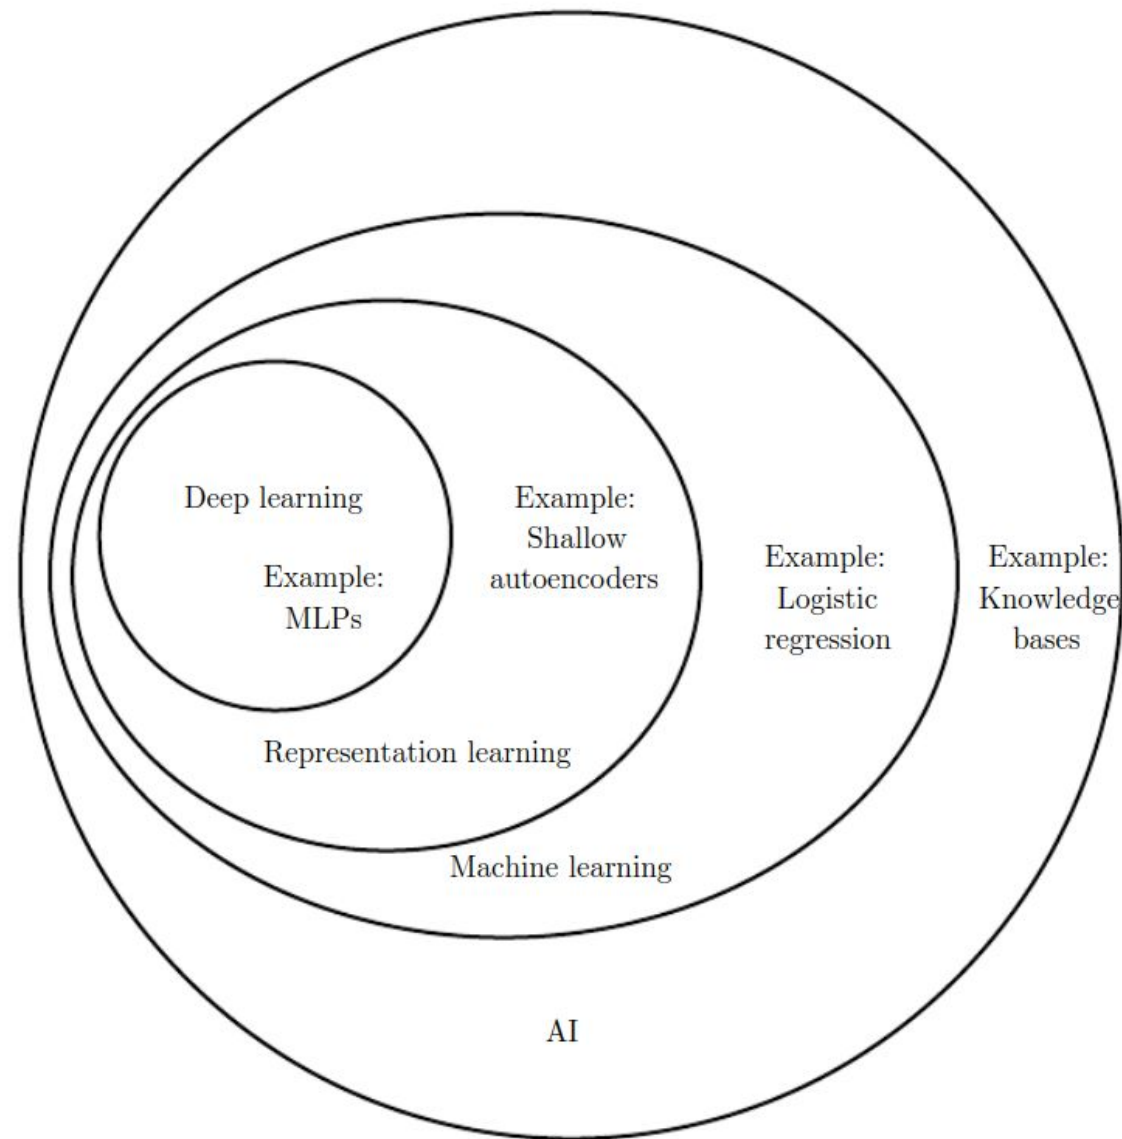 Deep learning
Example:
MLPs
Example:
Shallow
autoencoders
Example:
Logistic
regression
Example:
Knowledge
bases
Representation learning
Machine learning
AI